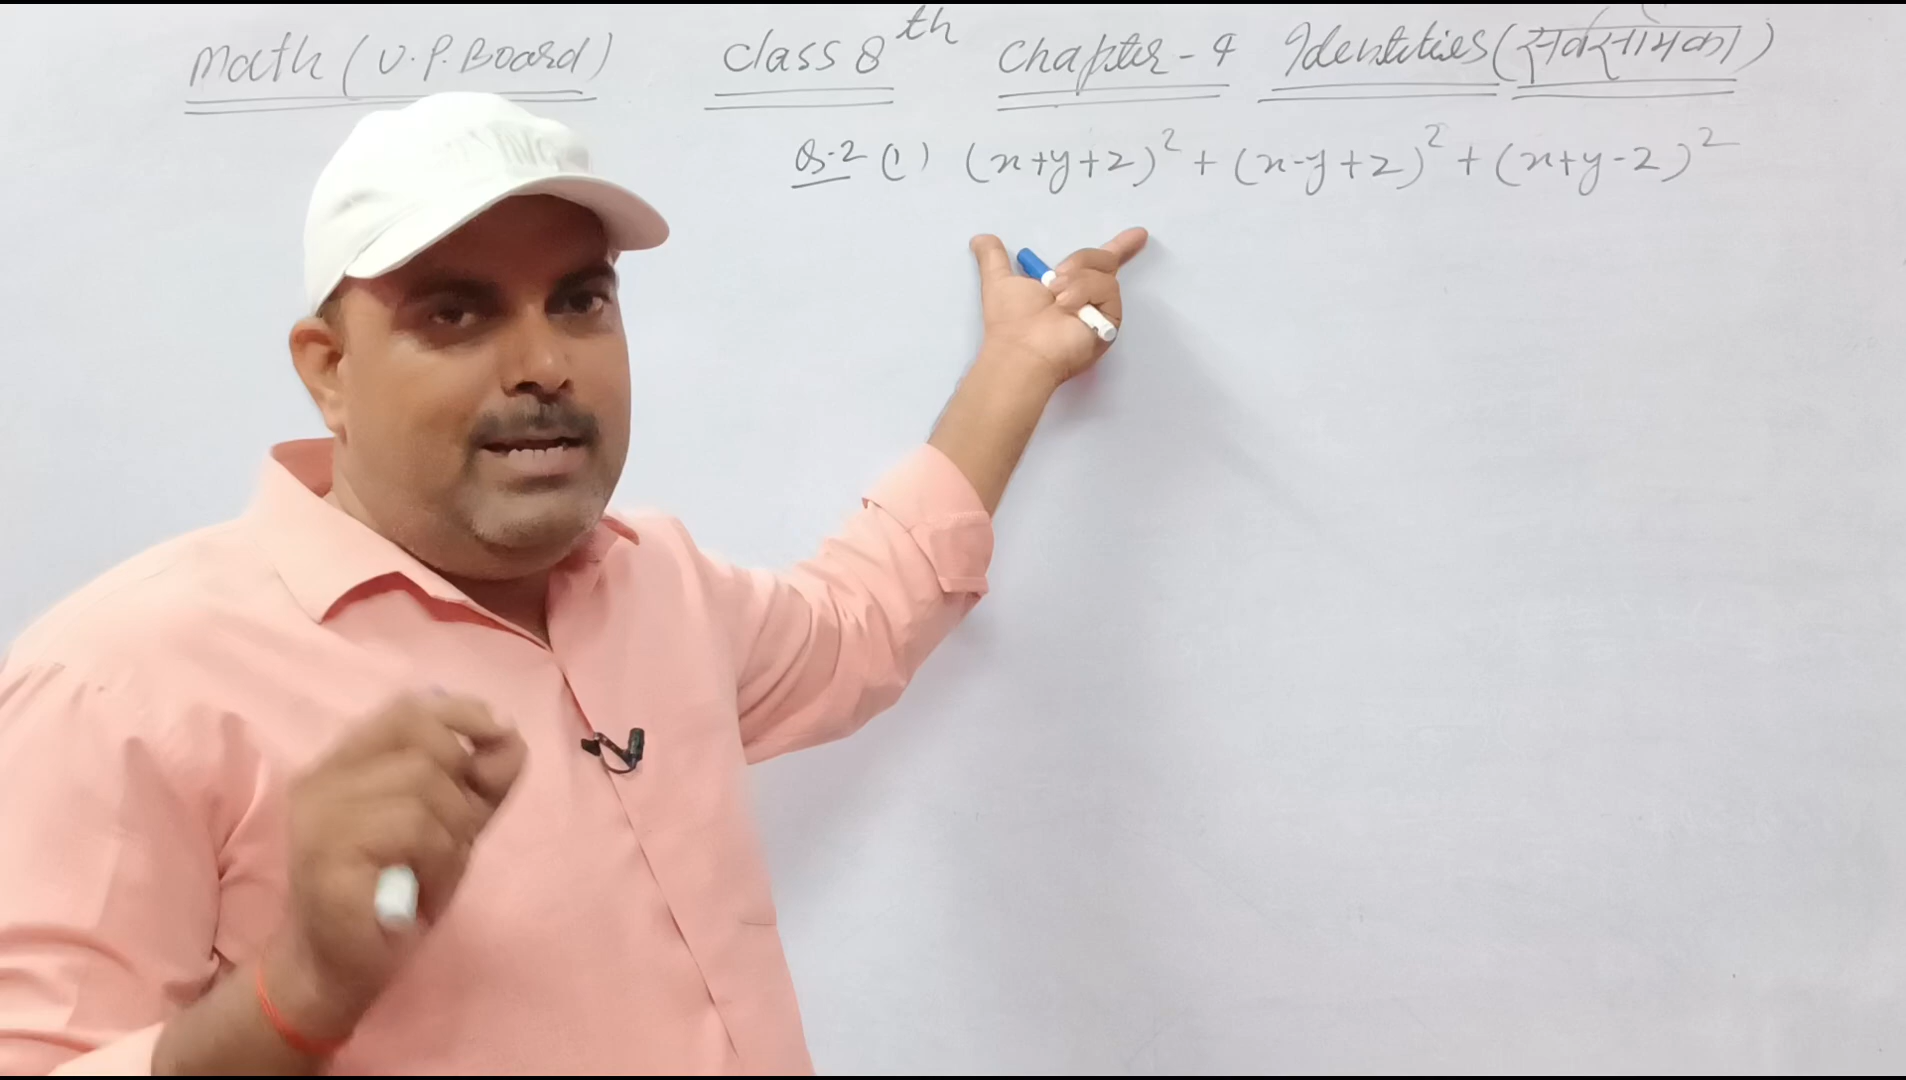 Math (U.P. Board) Class 8th Chapter-4 Identities (सर्वसमिका)
Q.2 (1) (x+y+z)² + (x-y+z)² + (x+y-z)²